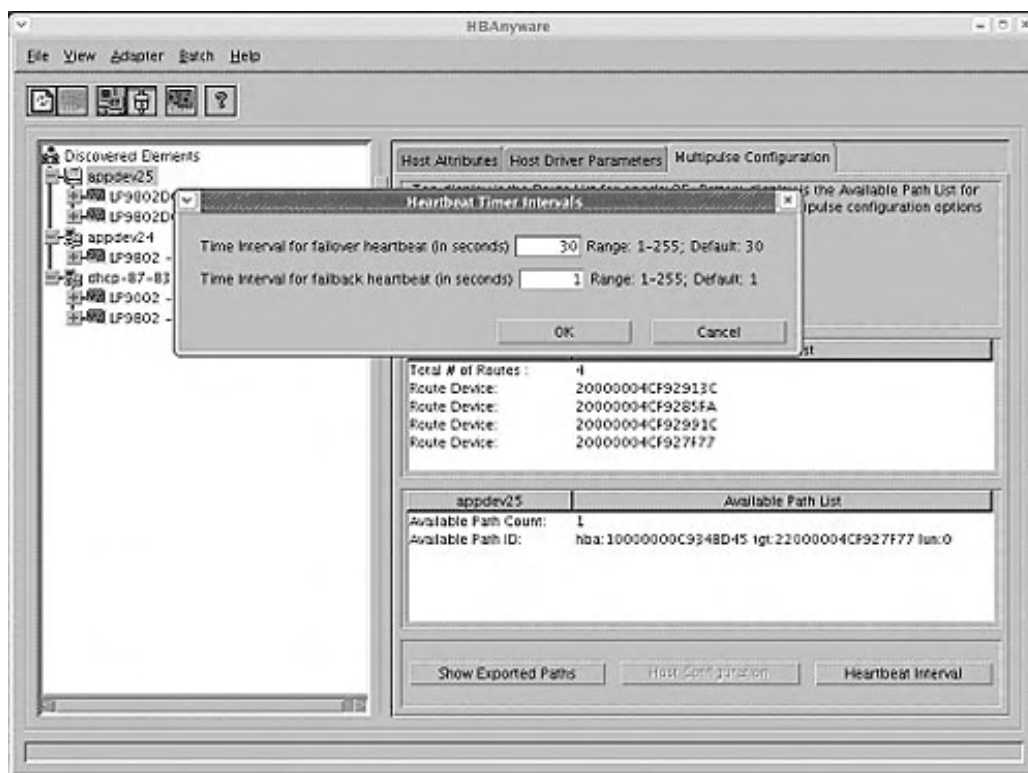 HBAnyware
File View Adapter Batch Help
Discovered Elements
appdev25
LP9802D
LP9802D
appdev24
LP9802 -
dhcp-87-83
LP9002 -
LP9802 -
Host Attributes Host Driver Parameters Multipulse Configuration
is the Available Path List for
ipulse configuration options
Heartbeat Timer Intervals
Time Interval for failover heartbeat (in seconds) 30 Range: 1-255; Default: 30
Time Interval for failback heartbeat (in seconds) 1 Range: 1-255; Default: 1
OK Cancel
st
Total # of Routes : 4
Route Device: 20000004CF92913C
Route Device: 20000004CF9285FA
Route Device: 20000004CF92991C
Route Device: 20000004CF927F77
appdev25 Available Path List
Available Path Count: 1
Available Path ID: hba:10000000C934BD45 tgt:22000004CF927F77 lun:0
Show Exported Paths Host Configuration Heartbeat Interval